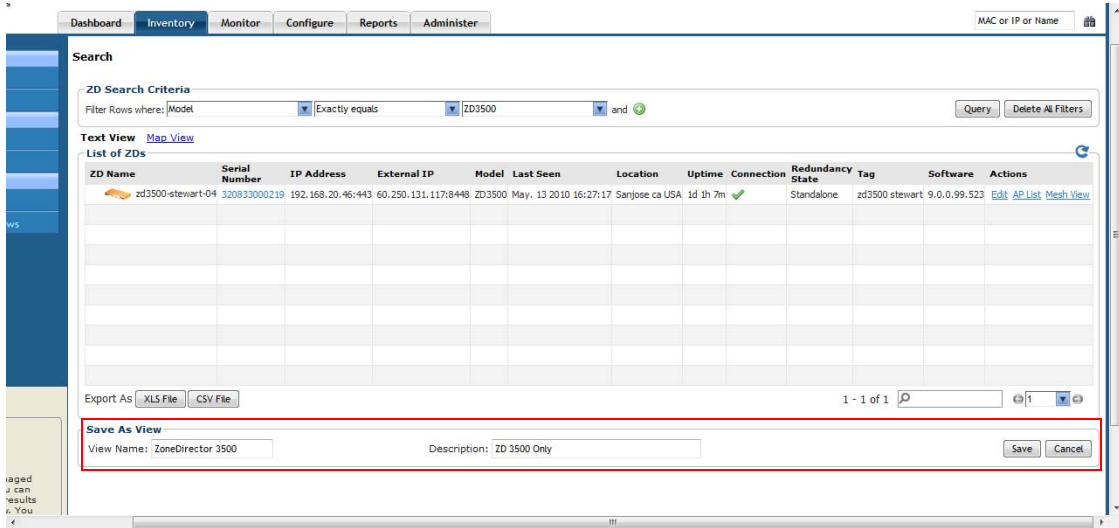 Dashboard Inventory Monitor Configure Reports Administer MAC or IP or Name
Search
ZD Search Criteria
Filter Rows where: Model Exactly equals ZD3500 and Query Delete All Filters
Text View Map View
List of ZDs
ZD Name Serial Number IP Address External IP Model Last Seen Location Uptime Connection Redundancy State Tag Software Actions
zd3500-stewart-04 320833000219 192.168.20.46:443 60.250.131.117:8448 ZD3500 May. 13 2010 16:27:17 Sanjose ca USA 1d 1h 7m Standalone zd3500 stewart 9.0.0.99.523 Edit AP List Mesh View
ws
Export As XLS File CSV File 1 - 1 of 1 1
Save As View
View Name: ZoneDirector 3500 Description: ZD 3500 Only Save Cancel
aged
u can
results
v. You